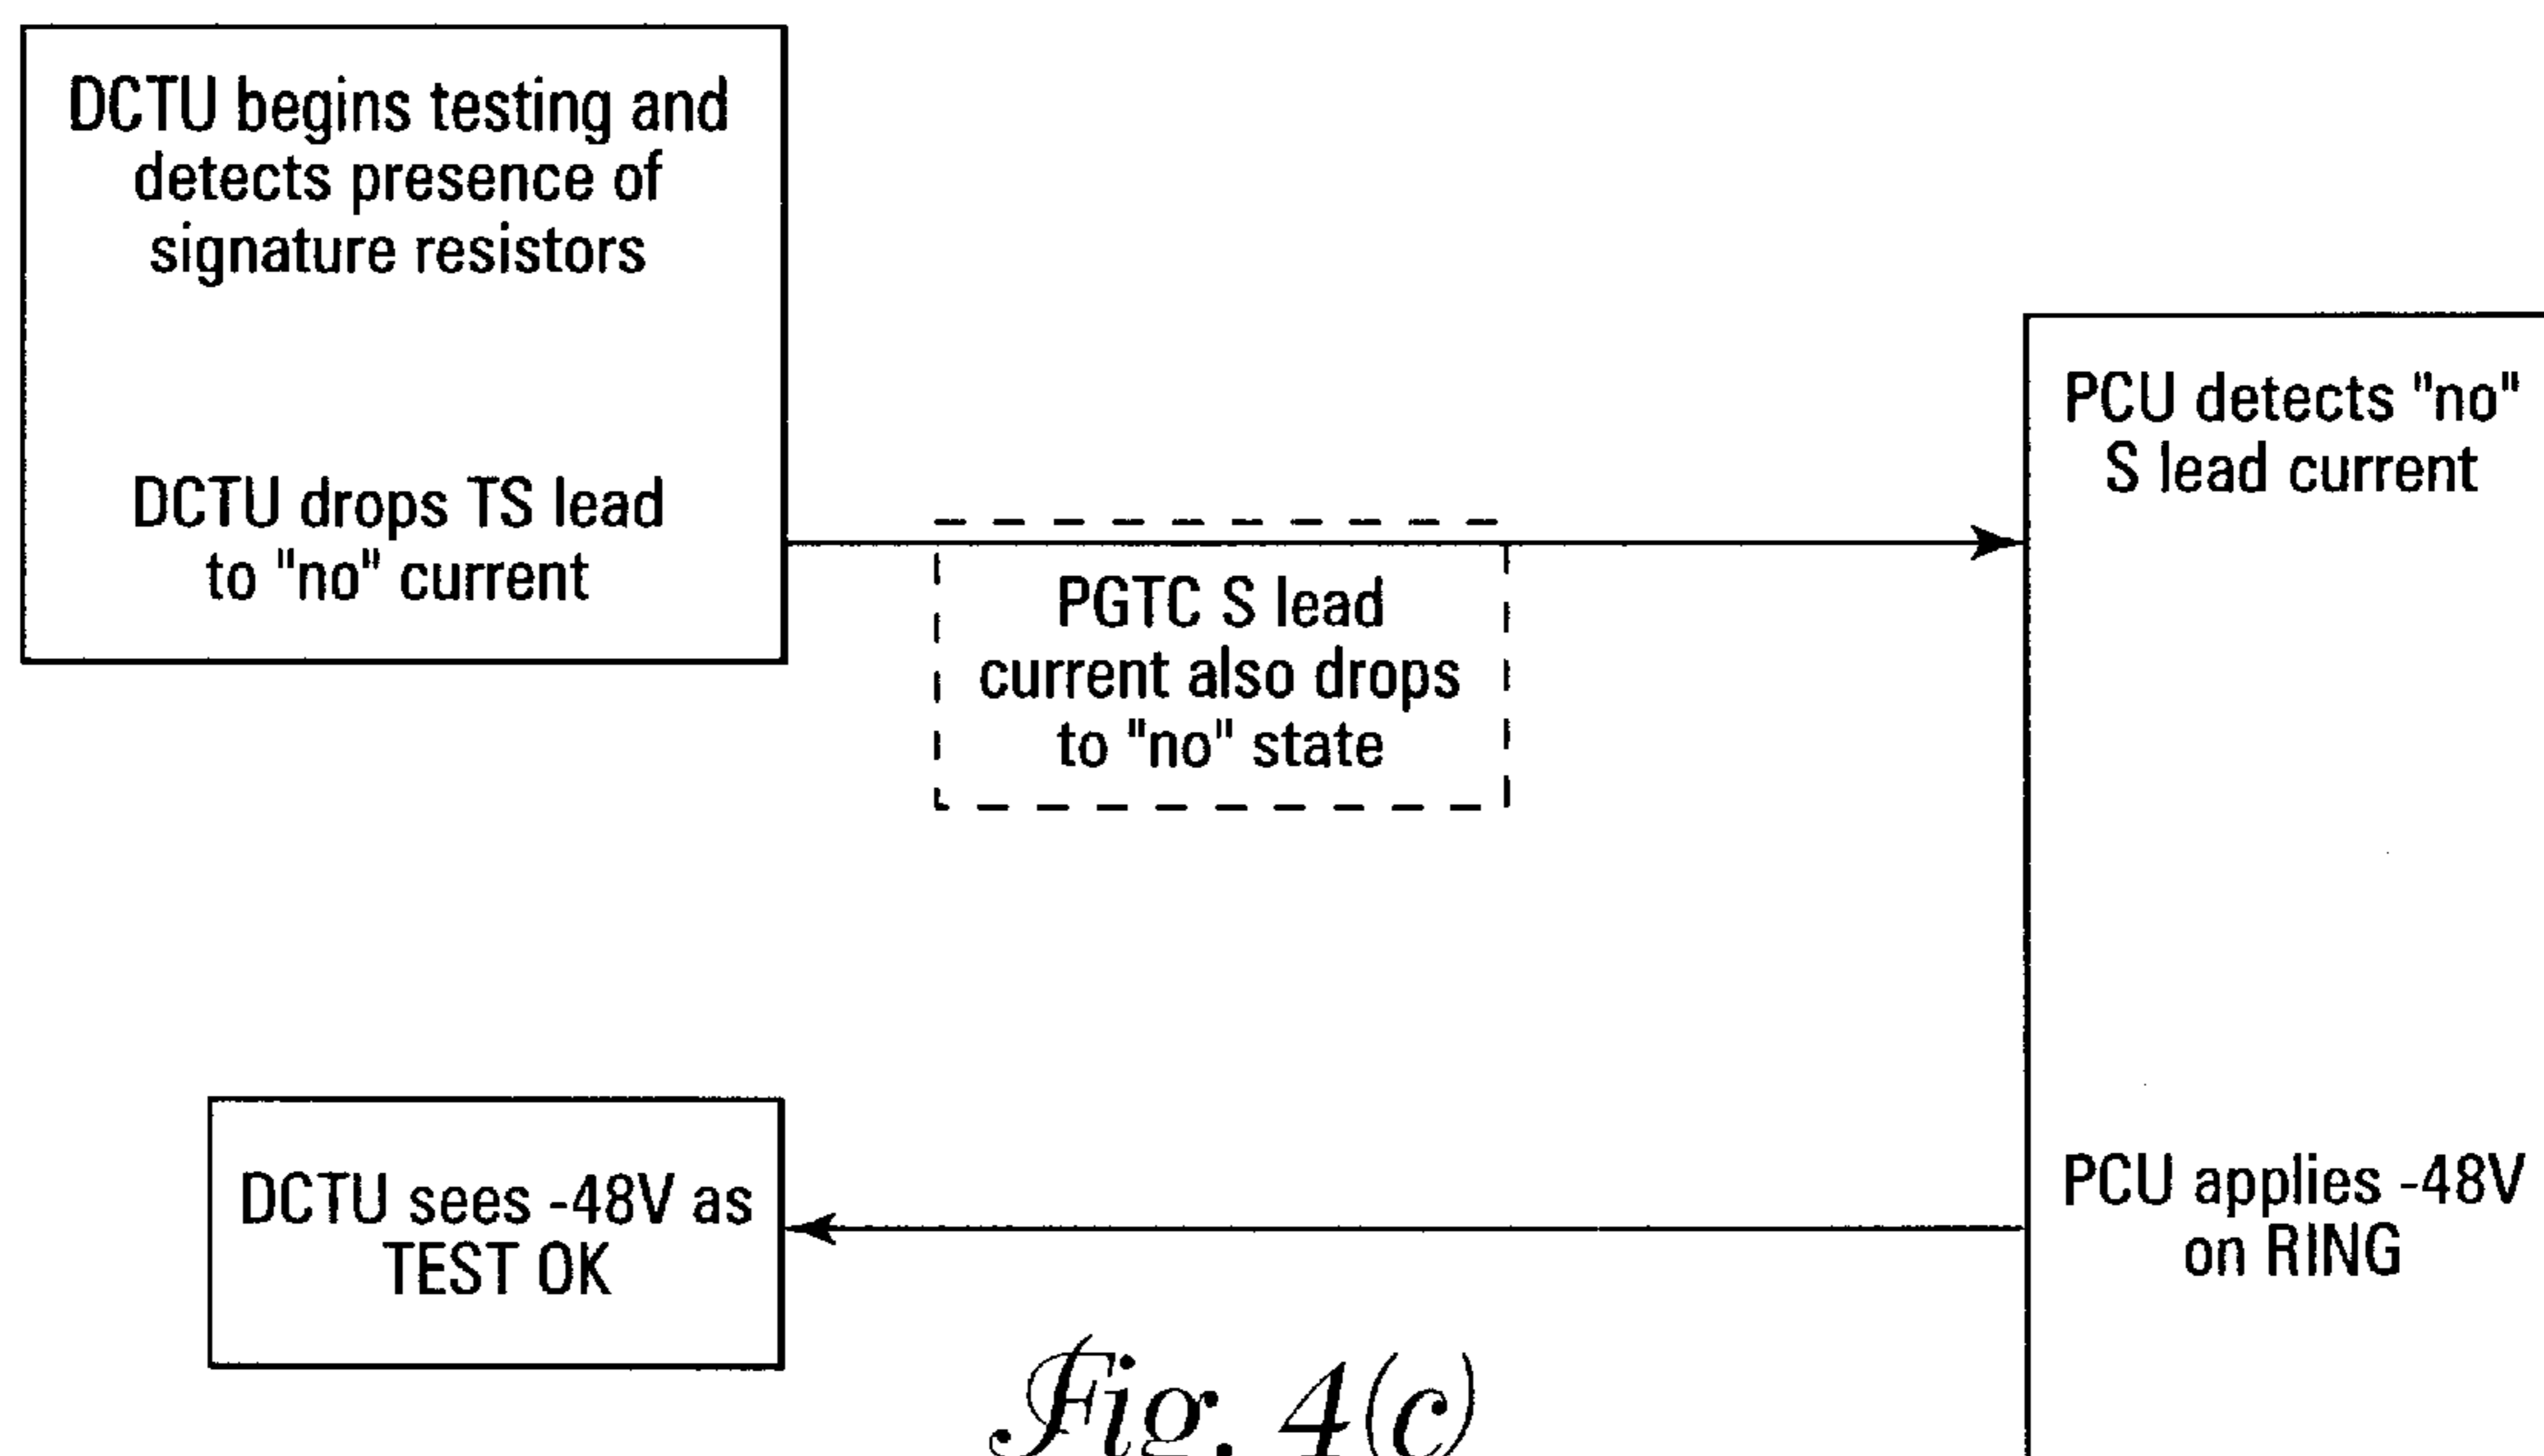 DCTU begins testing and
detects presence of
signature resistors
DCTU drops TS lead
to "no" current
PGTC S lead
current also drops
to "no" state
PCU detects "no"
S lead current
PCU applies -48V
on RING
DCTU sees -48V as
TEST OK
Fig. 4(c)